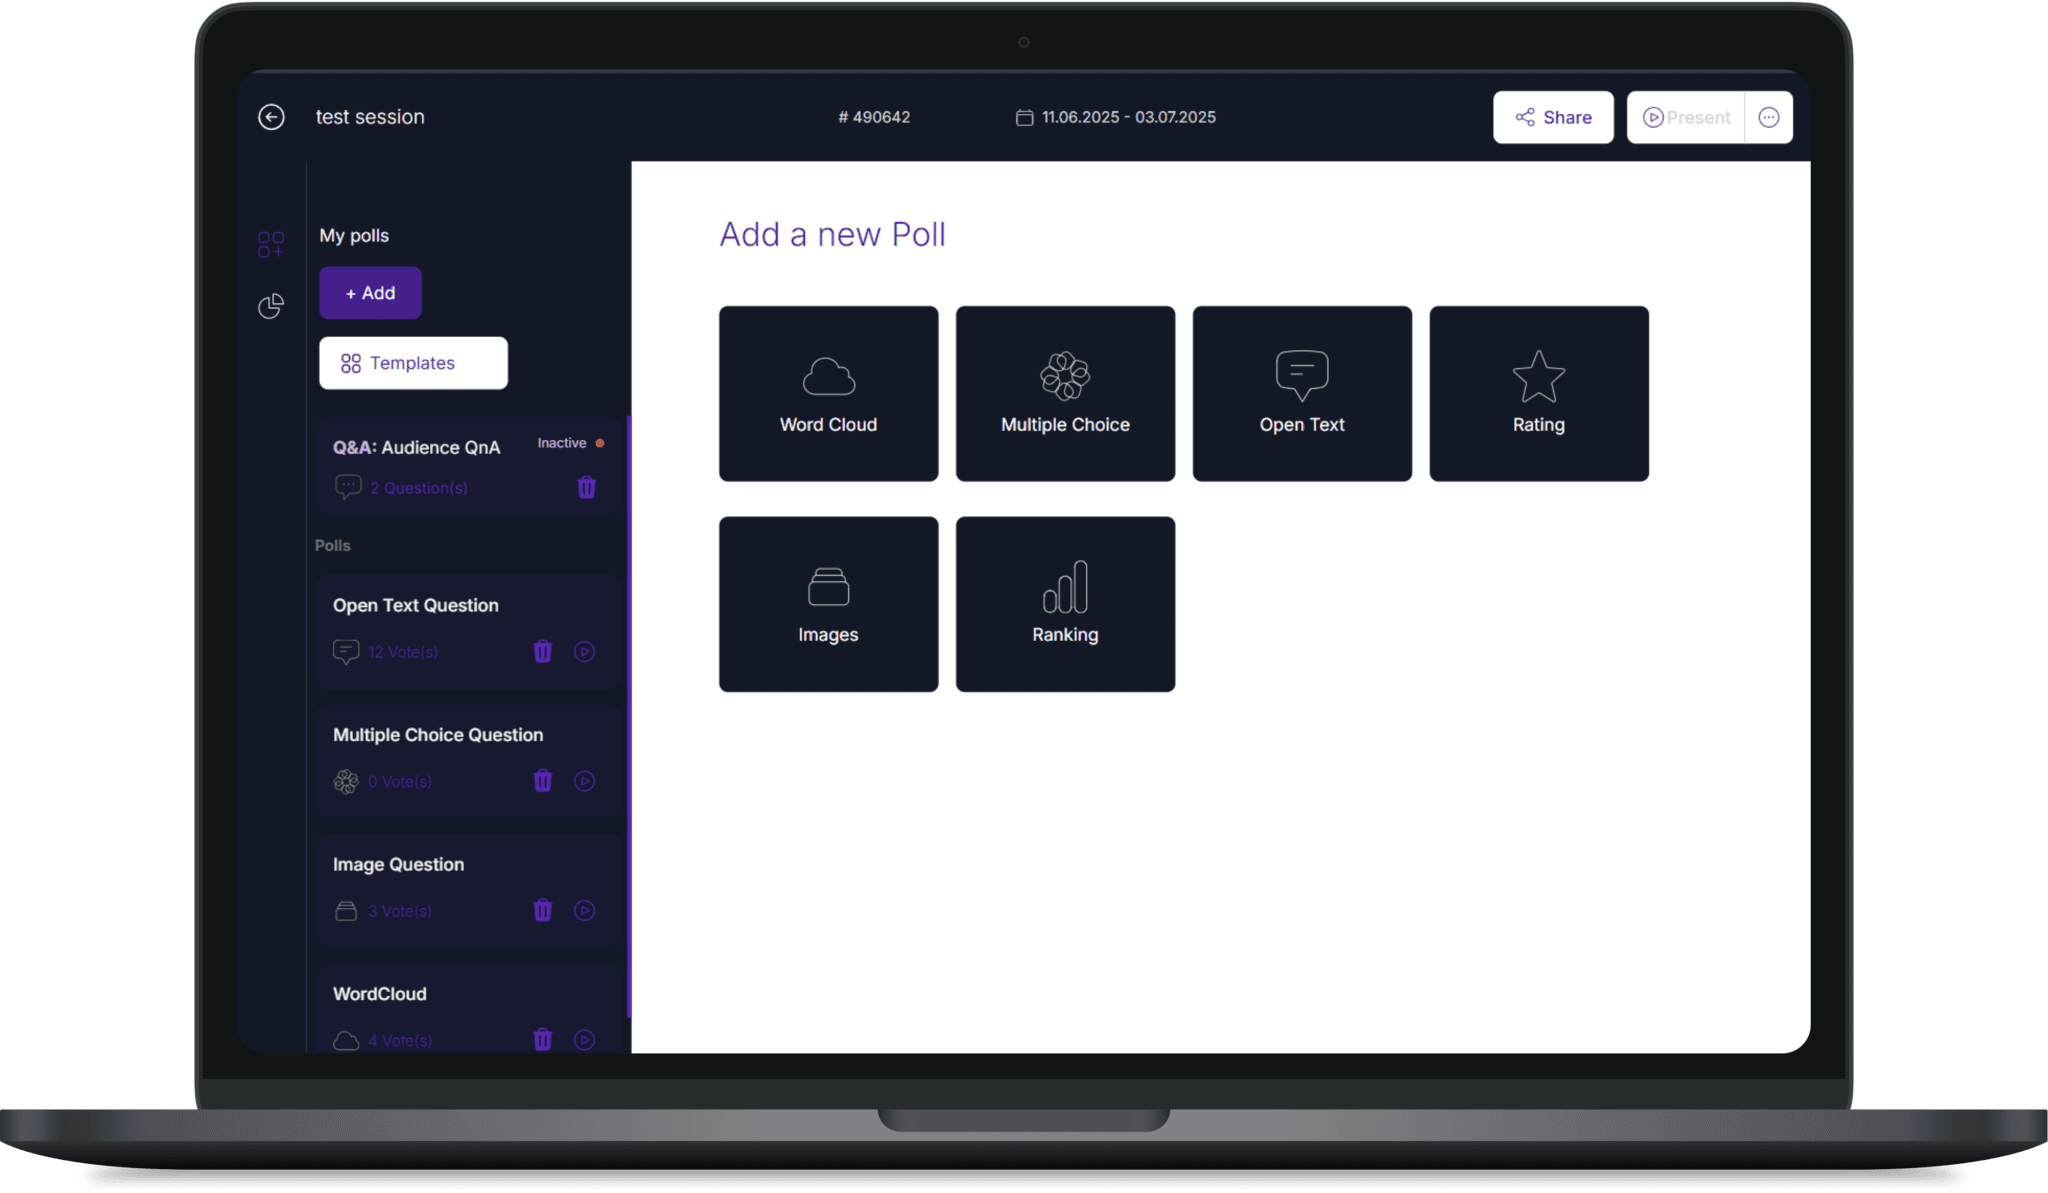 test session
# 490642
11.06.2025 - 03.07.2025
Share
Present
My polls
+ Add
Templates
Q&A: Audience QnA
Inactive
2 Question(s)
Polls
Open Text Question
12 Vote(s)
Multiple Choice Question
0 Vote(s)
Image Question
3 Vote(s)
WordCloud
4 Vote(s)
Add a new Poll
Word Cloud
Multiple Choice
Open Text
Rating
Images
Ranking